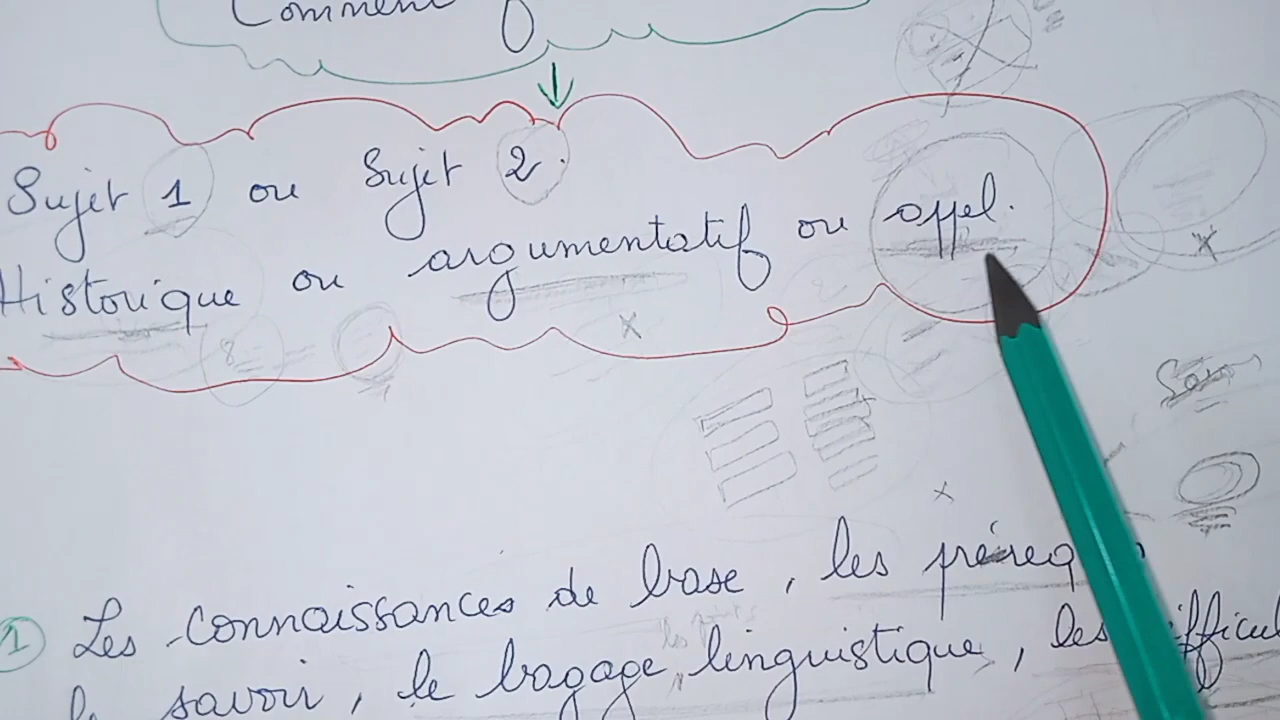 Comment
Sujet 1 ou Sujet 2.
Historique ou argumentatif ou appel.
1 Les connaissances de base, les
savoir, le bagage linguistique, les